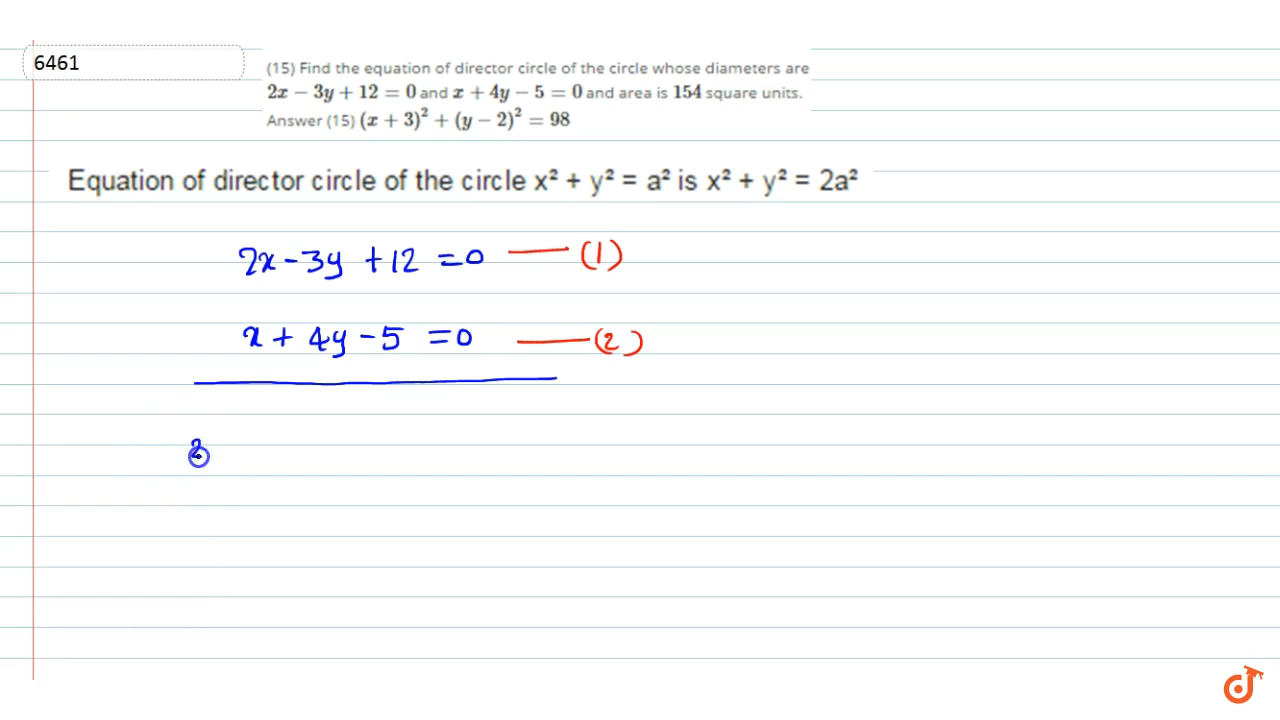 6461
(15) Find the equation of director circle of the circle whose diameters are
2x − 3y + 12 = 0 and x + 4y − 5 = 0 and area is 154 square units.
Answer (15) (x + 3)² + (y − 2)² = 98
Equation of director circle of the circle x² + y² = a² is x² + y² = 2a²
2x - 3y + 12 = 0 —— (1)
x + 4y - 5 = 0 —— (2)
2